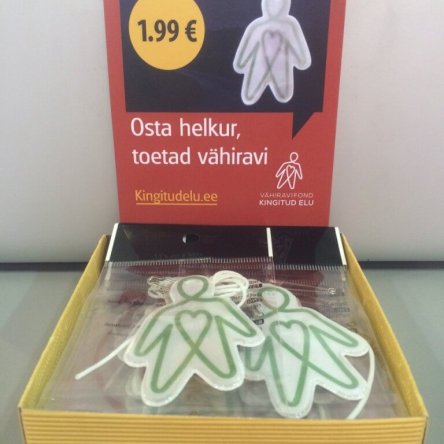 1.99 €
Osta helkur,
toetad vähiravi
Kingitudelu.ee
VÄHIRAVIFOND
KINGITUD ELU